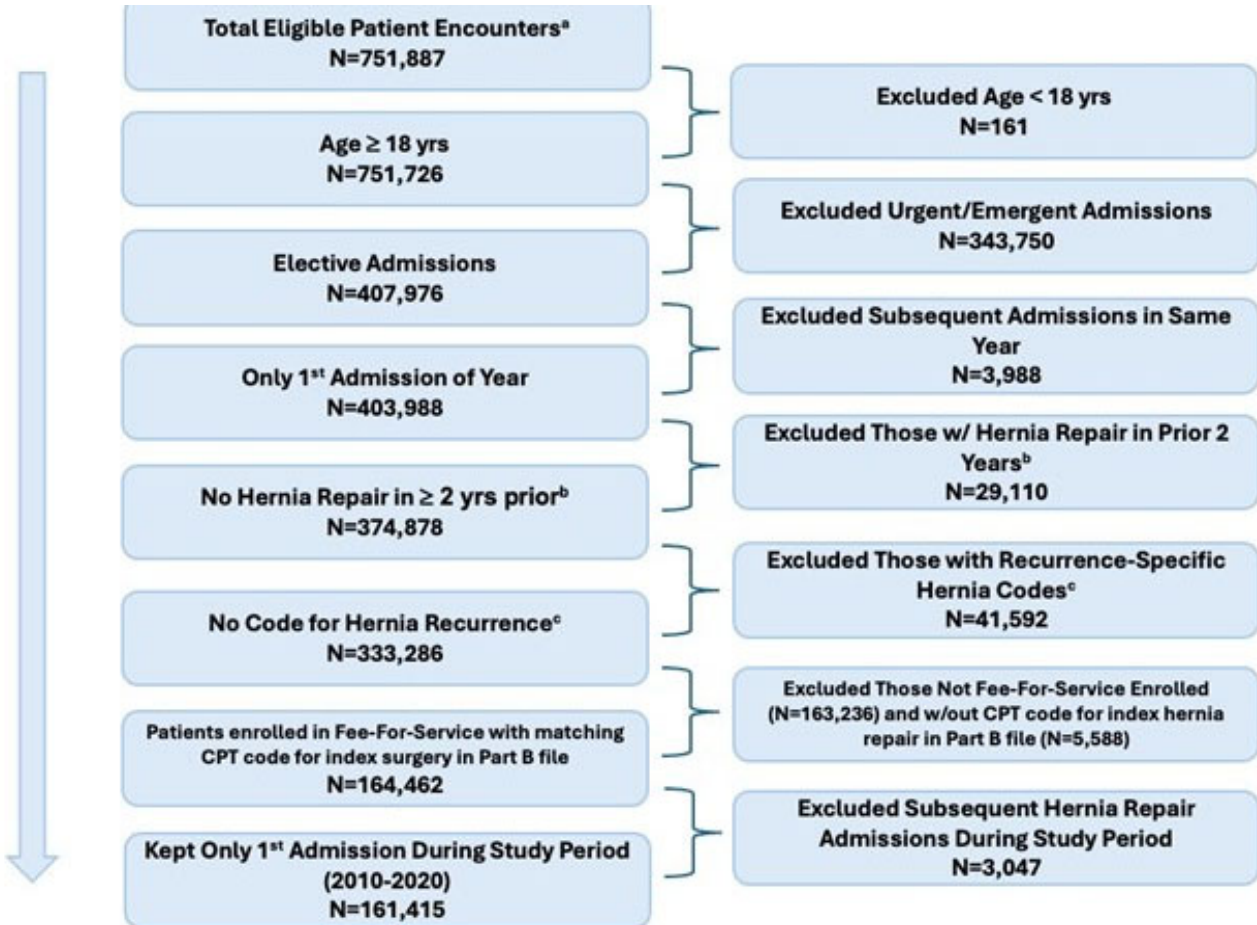 Total Eligible Patient Encountersᵃ
N=751,887
Excluded Age < 18 yrs
N=161
Age ≥ 18 yrs
N=751,726
Excluded Urgent/Emergent Admissions
N=343,750
Elective Admissions
N=407,976
Excluded Subsequent Admissions in Same
Year
N=3,988
Only 1ˢᵗ Admission of Year
N=403,988
Excluded Those w/ Hernia Repair in Prior 2
Yearsᵇ
N=29,110
No Hernia Repair in ≥ 2 yrs priorᵇ
N=374,878
Excluded Those with Recurrence-Specific
Hernia Codesᶜ
N=41,592
No Code for Hernia Recurrenceᶜ
N=333,286
Excluded Those Not Fee-For-Service Enrolled
(N=163,236) and w/out CPT code for index hernia
repair in Part B file (N=5,588)
Patients enrolled in Fee-For-Service with matching
CPT code for index surgery in Part B file
N=164,462
Excluded Subsequent Hernia Repair
Admissions During Study Period
N=3,047
Kept Only 1ˢᵗ Admission During Study Period
(2010-2020)
N=161,415